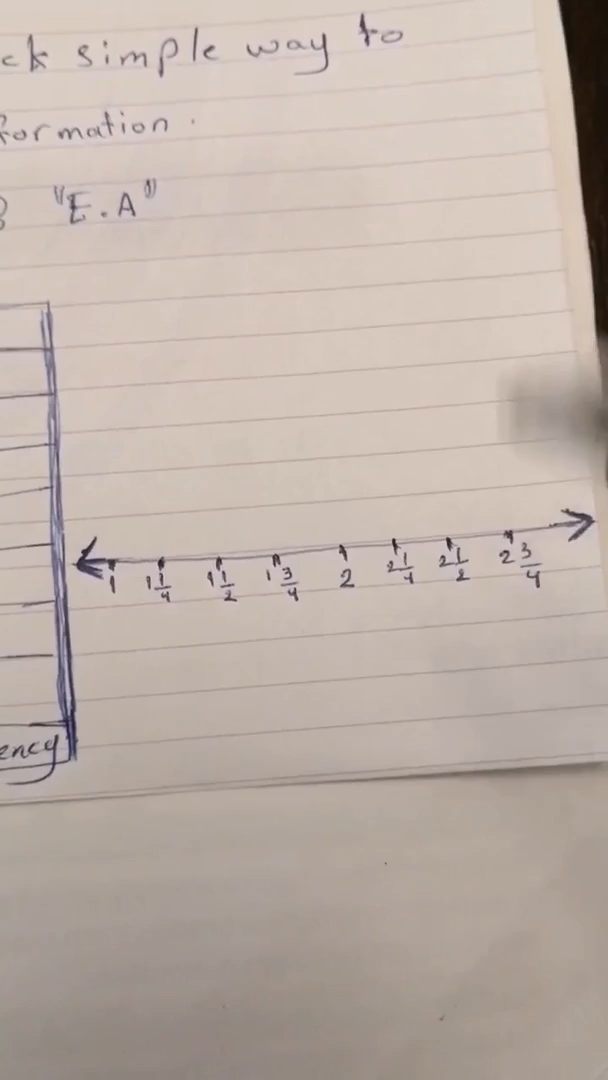 ck simple way to
formation.
"E.A"
1 1 1/4 1 1/2 1 3/4 2 2 1/4 2 1/2 2 3/4
ency